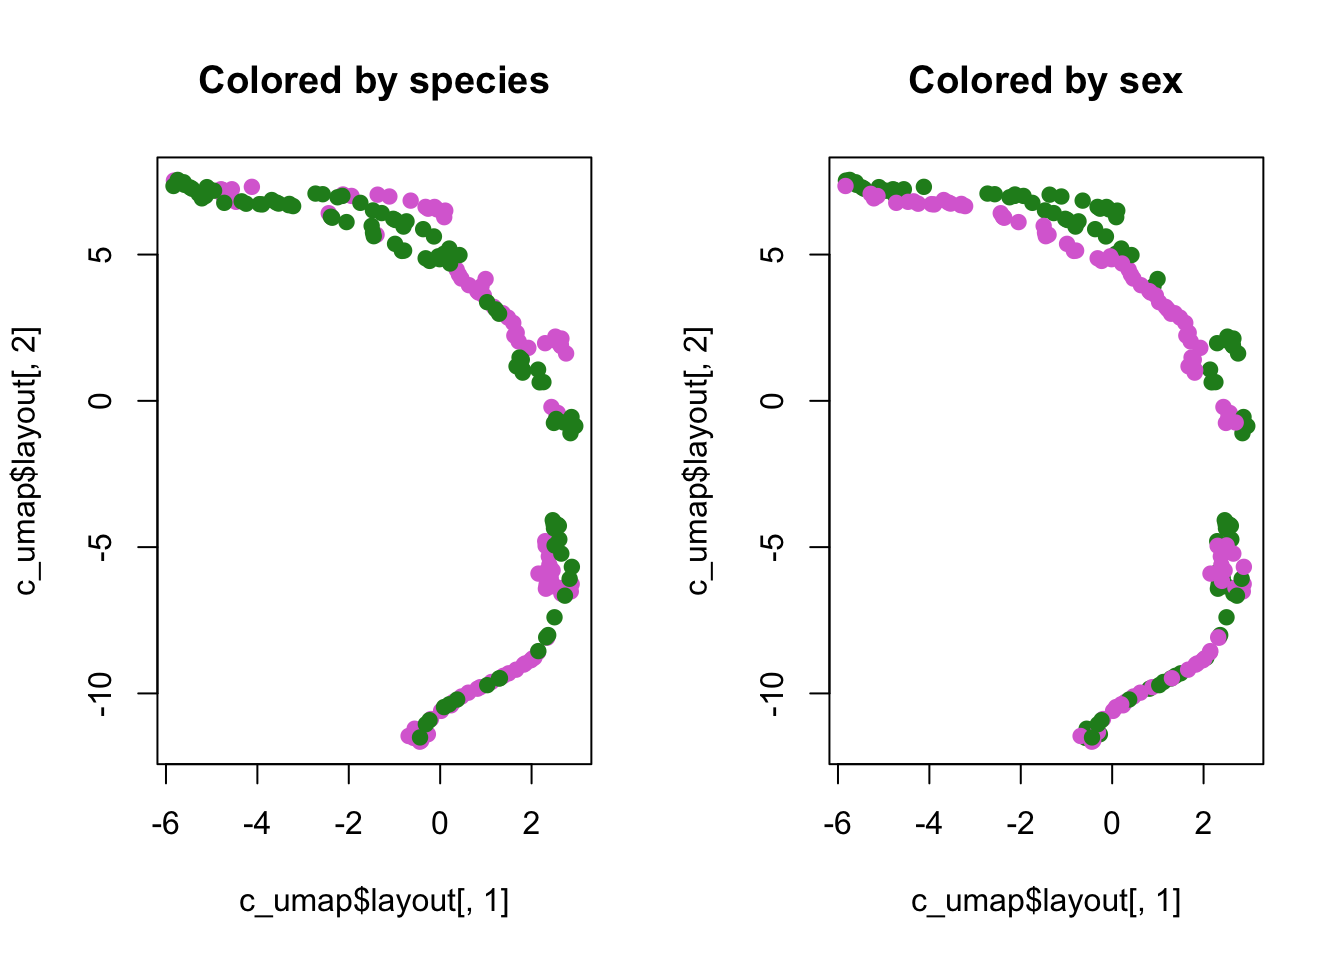 Colored by species
c_umap$layout[, 2]
5
0
-5
-10
-6 -4 -2 0 2
c_umap$layout[, 1]
Colored by sex
c_umap$layout[, 2]
5
0
-5
-10
-6 -4 -2 0 2
c_umap$layout[, 1]